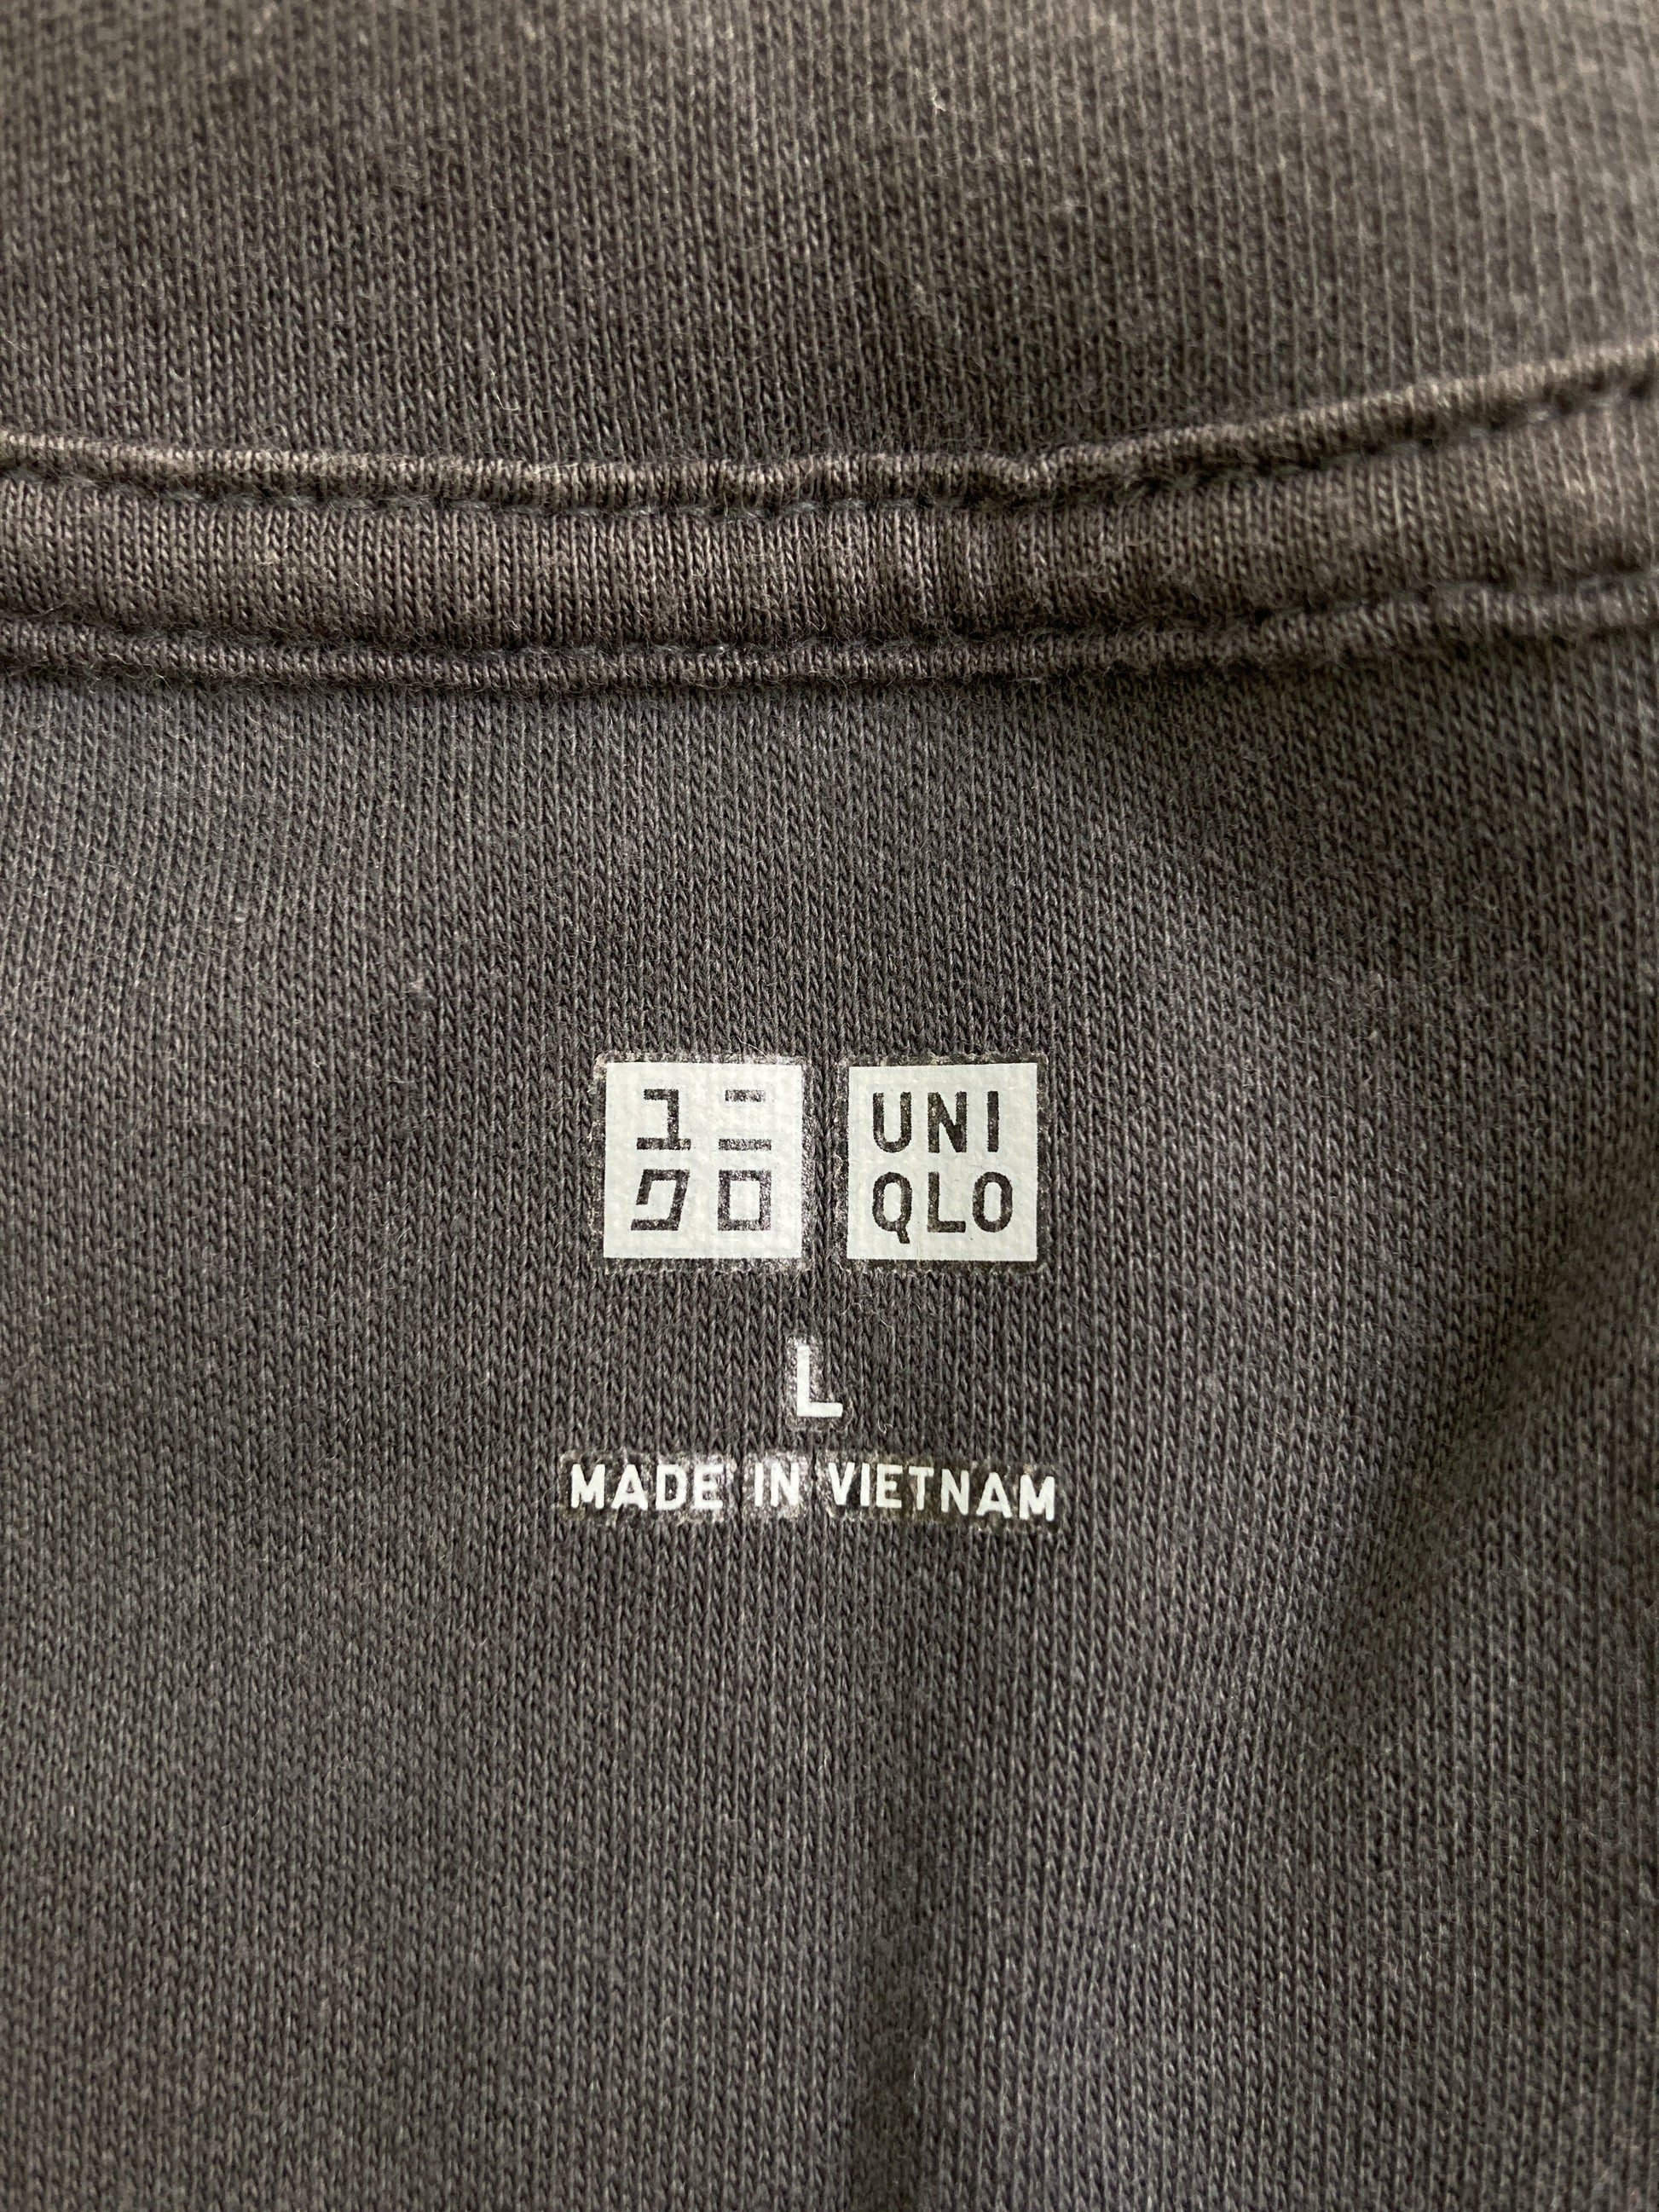 ユニ UNI
クロ QLO
L
MADE IN VIETNAM